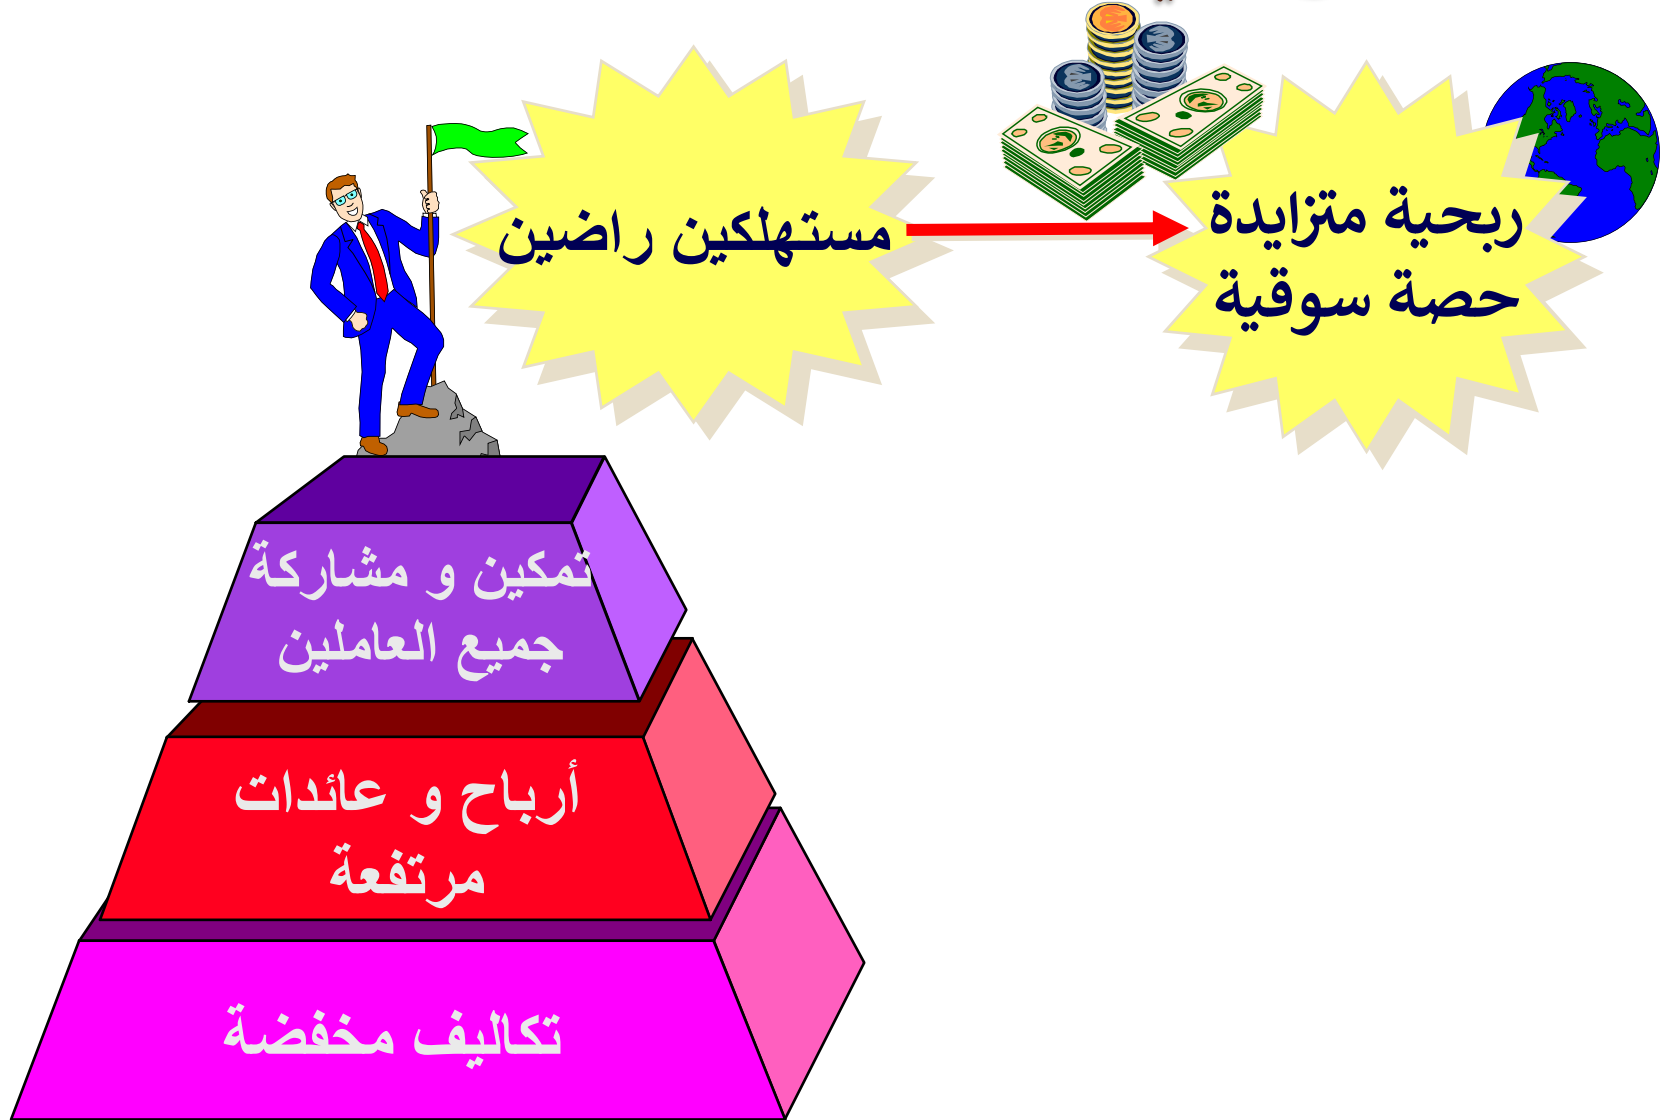 مستهلكين راضين
ربحية متزايدة
حصة سوقية
تمكين و مشاركة
جميع العاملين
أرباح و عائدات
مرتفعة
تكاليف مخفضة